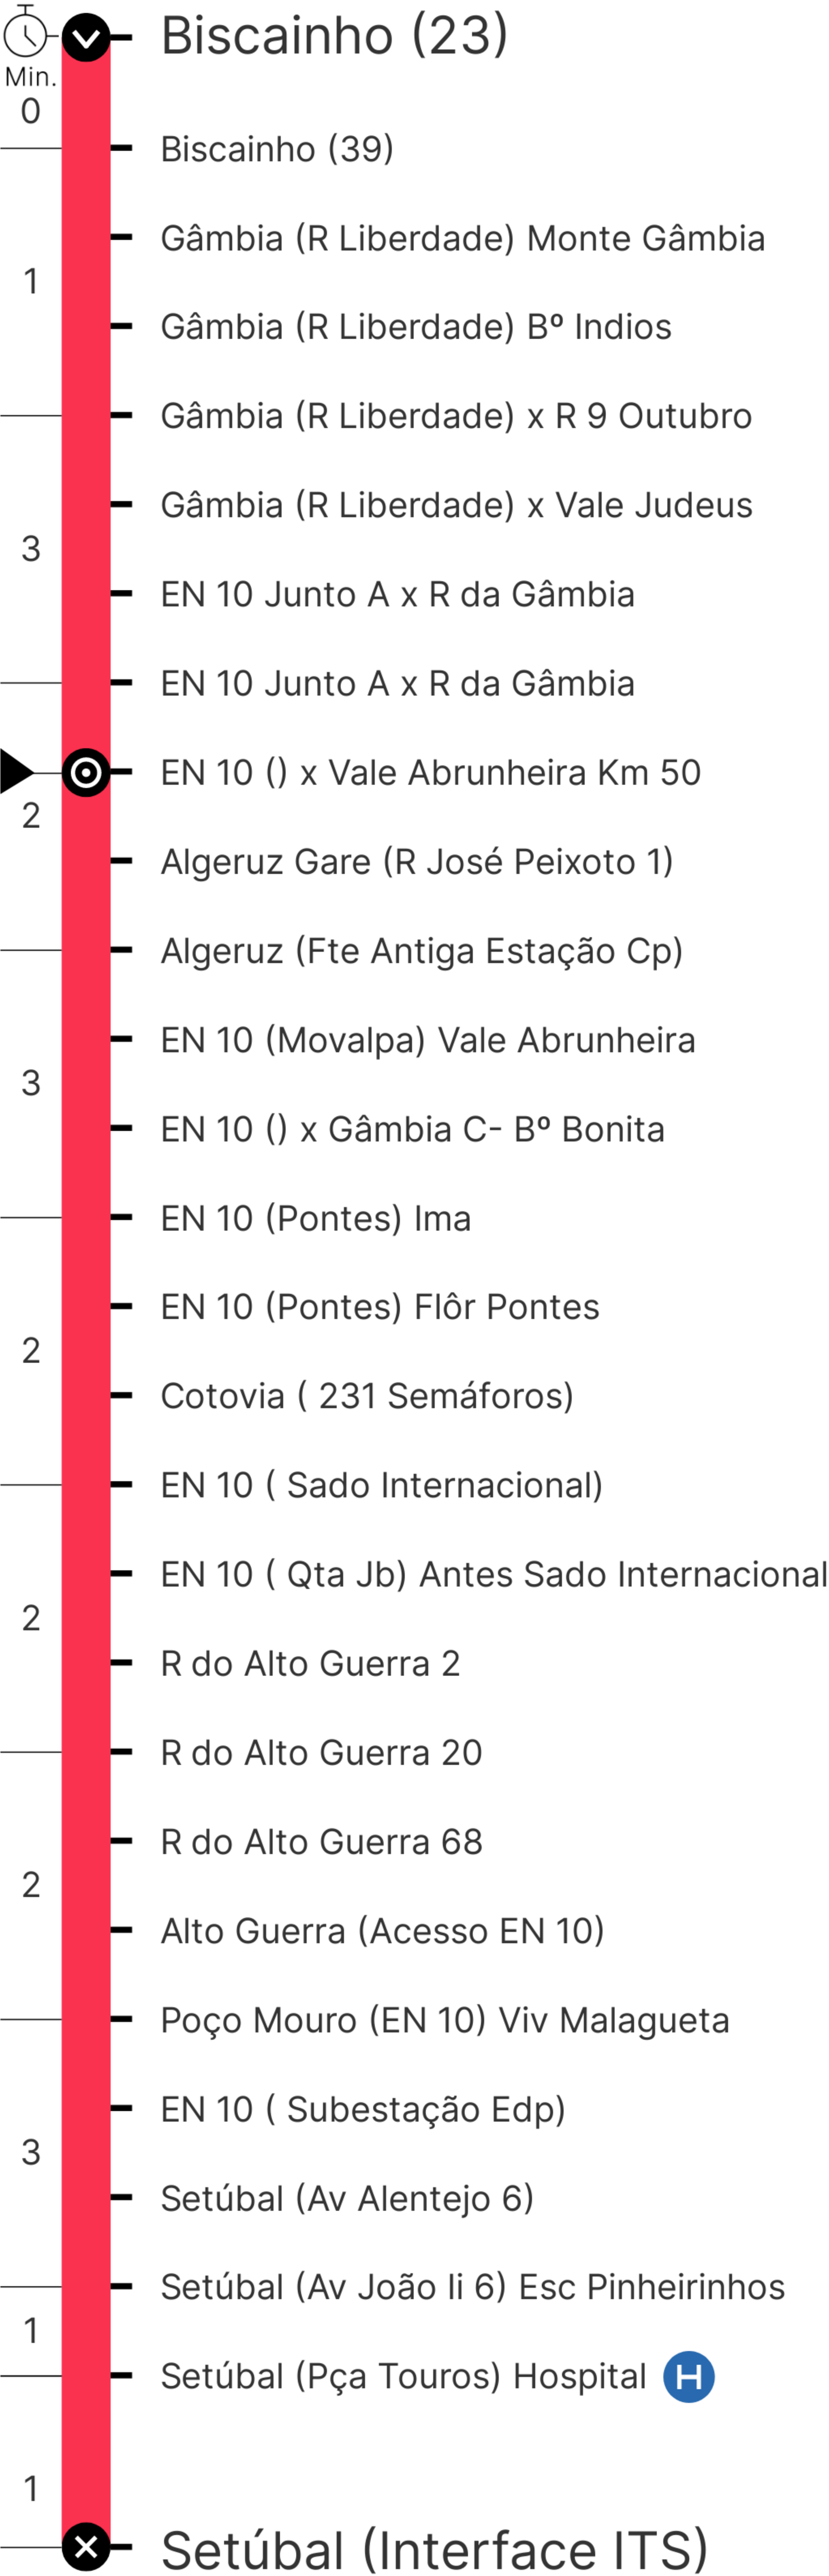 Biscainho (23)
Min.
0
Biscainho (39)
Gâmbia (R Liberdade) Monte Gâmbia
1
Gâmbia (R Liberdade) Bº Indios
Gâmbia (R Liberdade) x R 9 Outubro
Gâmbia (R Liberdade) x Vale Judeus
3
EN 10 Junto A x R da Gâmbia
EN 10 Junto A x R da Gâmbia
EN 10 () x Vale Abrunheira Km 50
2
Algeruz Gare (R José Peixoto 1)
Algeruz (Fte Antiga Estação Cp)
EN 10 (Movalpa) Vale Abrunheira
3
EN 10 () x Gâmbia C- Bº Bonita
EN 10 (Pontes) Ima
EN 10 (Pontes) Flôr Pontes
2
Cotovia ( 231 Semáforos)
EN 10 ( Sado Internacional)
EN 10 ( Qta Jb) Antes Sado Internacional
2
R do Alto Guerra 2
R do Alto Guerra 20
R do Alto Guerra 68
2
Alto Guerra (Acesso EN 10)
Poço Mouro (EN 10) Viv Malagueta
EN 10 ( Subestação Edp)
3
Setúbal (Av Alentejo 6)
Setúbal (Av João Ii 6) Esc Pinheirinhos
1
Setúbal (Pça Touros) Hospital H
1
Setúbal (Interface ITS)